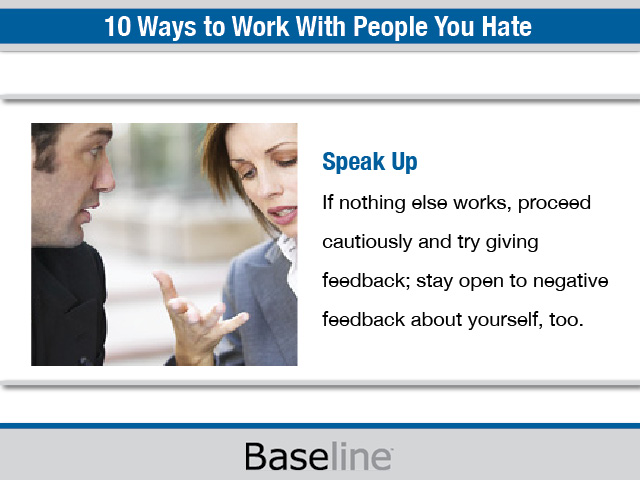 10 Ways to Work With People You Hate
Speak Up
If nothing else works, proceed
cautiously and try giving
feedback; stay open to negative
feedback about yourself, too.
Baseline